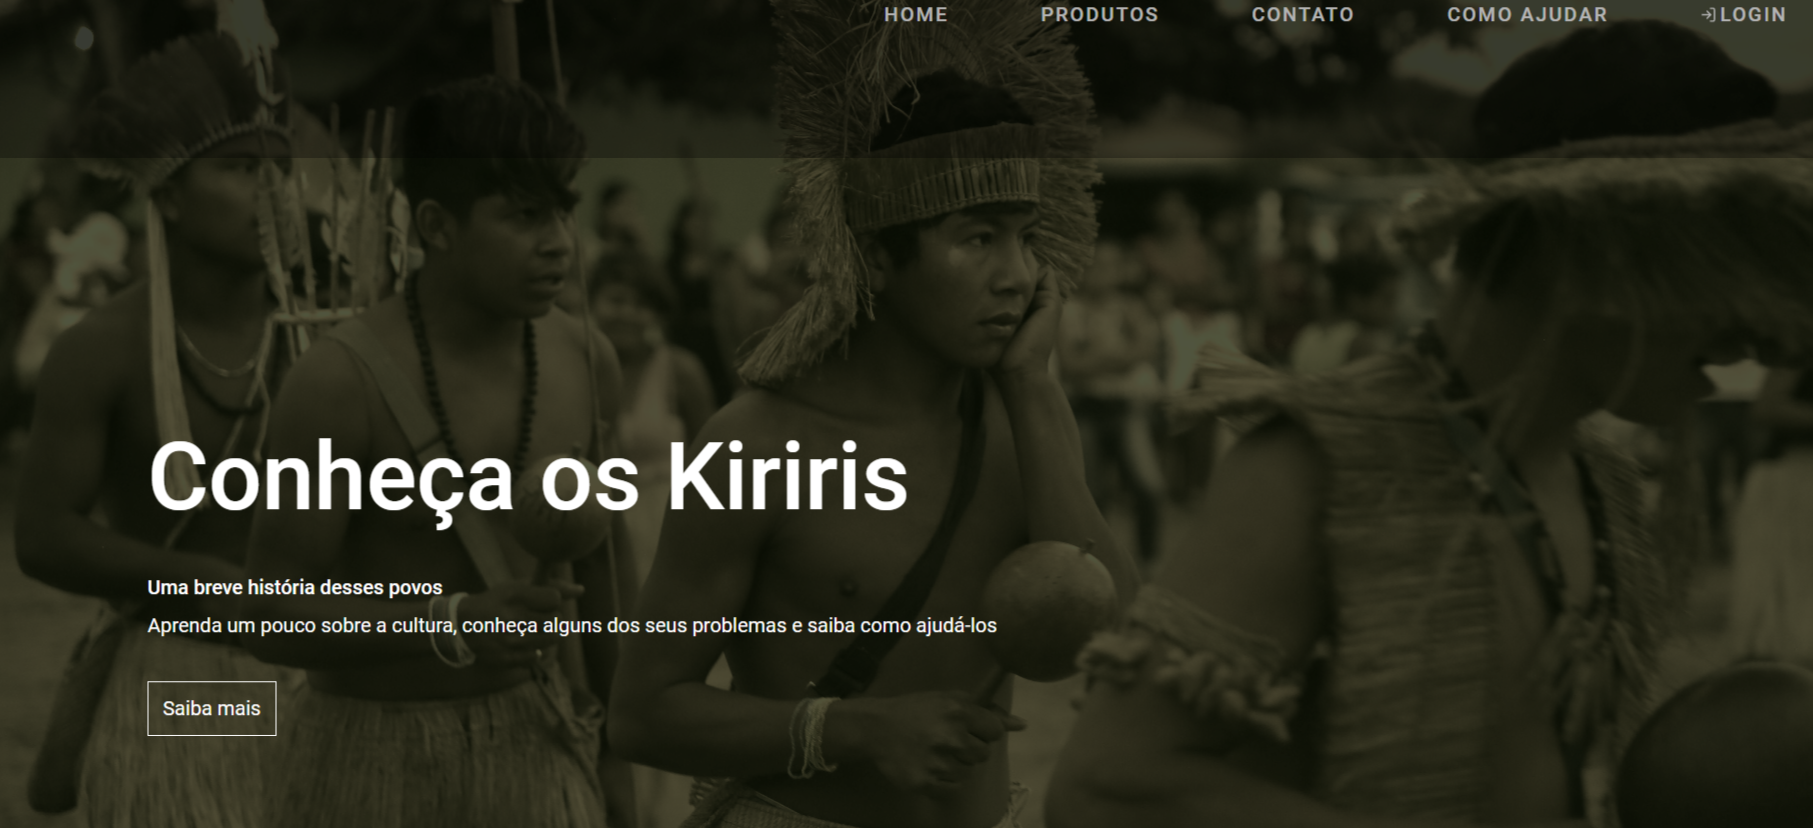 HOME PRODUTOS CONTATO COMO AJUDAR LOGIN
Conheça os Kiriris
Uma breve história desses povos
Aprenda um pouco sobre a cultura, conheça alguns dos seus problemas e saiba como ajudá-los
Saiba mais